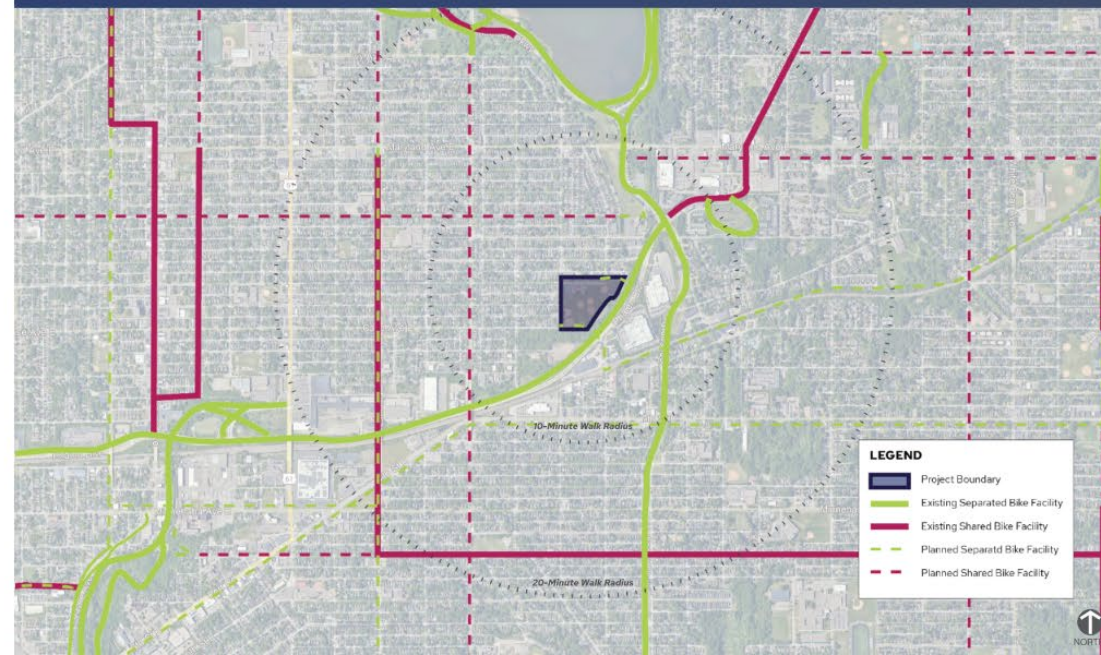 10-Minute Walk Radius
LEGEND
Project Boundary
Existing Separated Bike Facility
Existing Shared Bike Facility
Planned Separatd Bike Facility
Planned Shared Bike Facility
20-Minute Walk Radius
NORTH